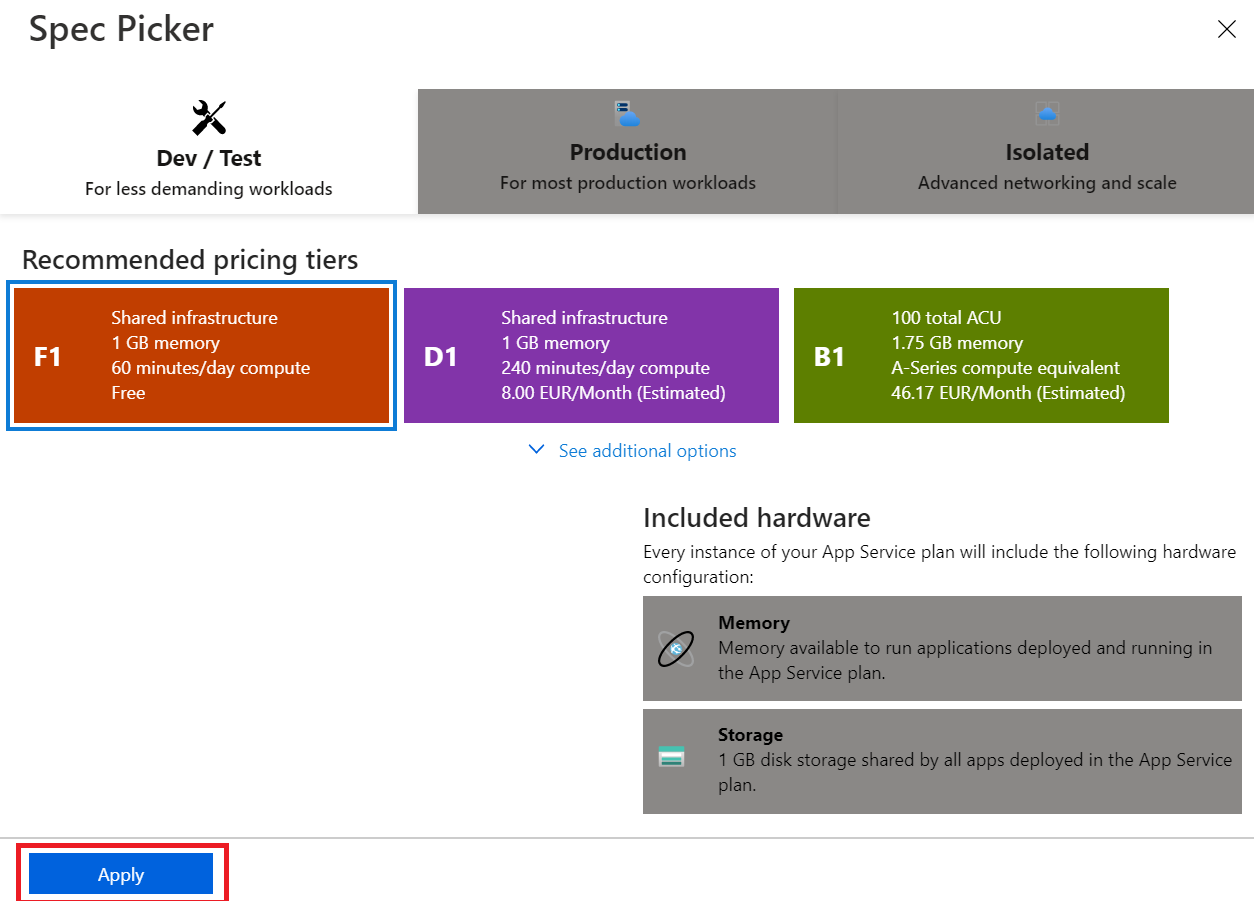 Spec Picker
Dev / Test
For less demanding workloads
Production
For most production workloads
Isolated
Advanced networking and scale
Recommended pricing tiers
F1
Shared infrastructure
1 GB memory
60 minutes/day compute
Free
D1
Shared infrastructure
1 GB memory
240 minutes/day compute
8.00 EUR/Month (Estimated)
B1
100 total ACU
1.75 GB memory
A-Series compute equivalent
46.17 EUR/Month (Estimated)
See additional options
Included hardware
Every instance of your App Service plan will include the following hardware
configuration:
Memory
Memory available to run applications deployed and running in
the App Service plan.
Storage
1 GB disk storage shared by all apps deployed in the App Service
plan.
Apply